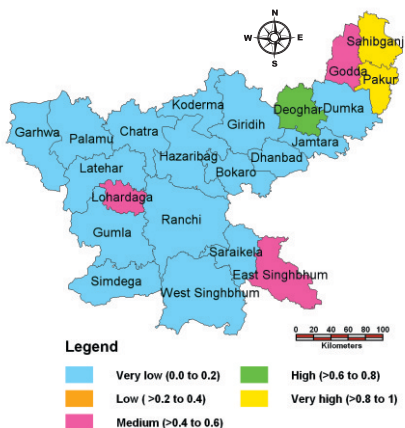 N
W E
S
Sahibganj
Godda
Pakur
Koderma
Deoghar
Dumka
Garhwa
Palamu
Chatra
Giridih
Jamtara
Hazaribag
Dhanbad
Latehar
Bokaro
Lohardaga
Ranchi
Gumla
Saraikela
East Singhbhum
Simdega
West Singhbhum
0 20 40 60 80 100
Kilometers
Legend
Very low (0.0 to 0.2)
High (>0.6 to 0.8)
Low ( >0.2 to 0.4)
Very high (>0.8 to 1)
Medium (>0.4 to 0.6)